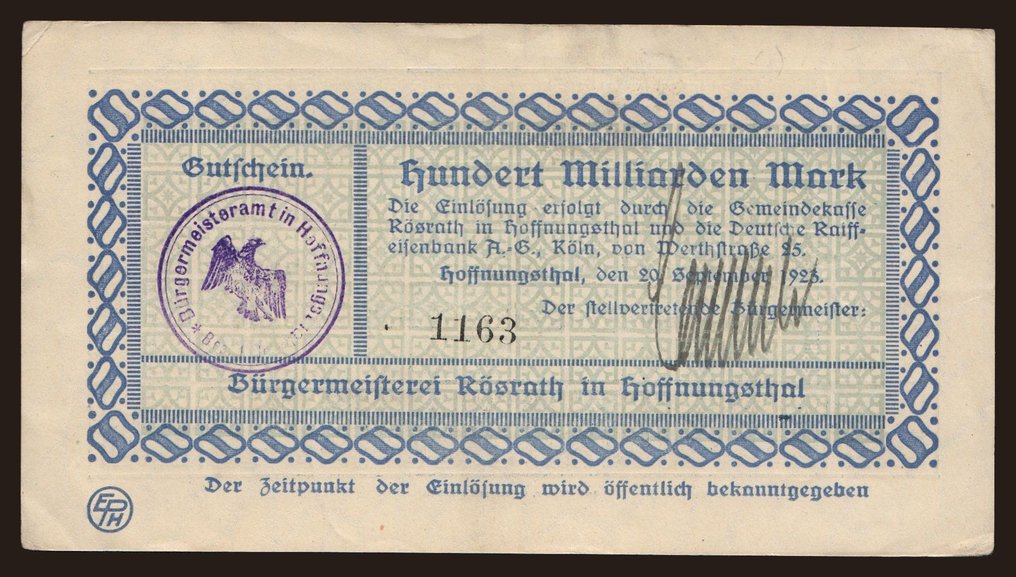 Gutschein.
Bürgermeisteramt in Hoffnungsthal
Hundert Milliarden Mark
Die Einlösung erfolgt durch die Gemeindekasse
Rösrath in Hoffnungsthal und die Deutsche Raiff-
eisenbank A.-G., Köln, von Werthstraße 25.
Hoffnungsthal, den 20. September 1923.
Der stellvertretende Bürgermeister:
1163
Bürgermeisterei Rösrath in Hoffnungsthal
Der Zeitpunkt der Einlösung wird öffentlich bekanntgegeben